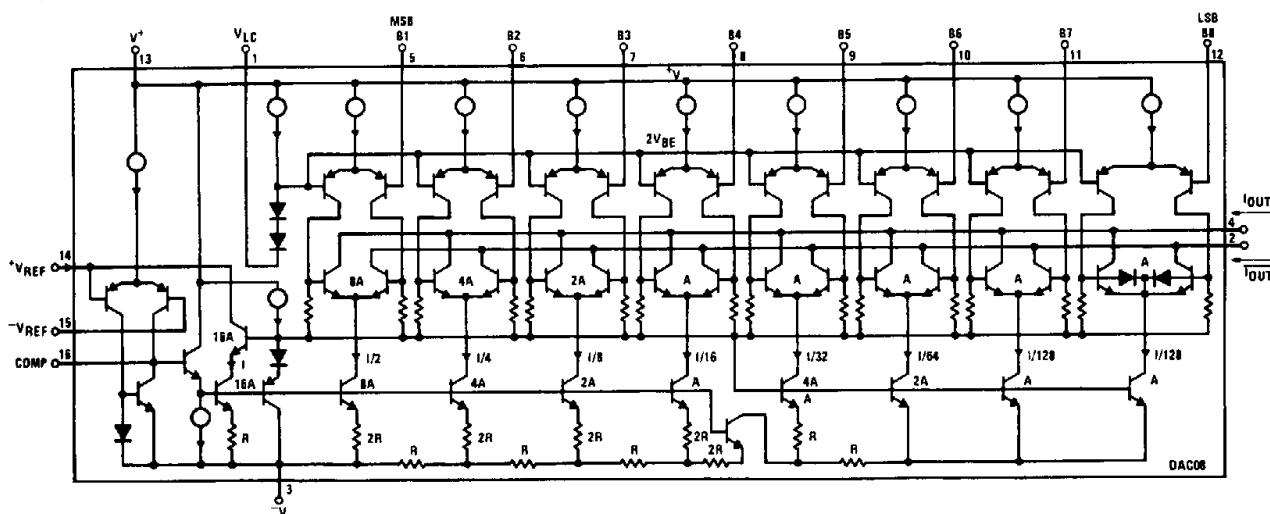 MSB LSB
V+ VLC B1 B2 B3 B4 B5 B6 B7 B8
13 1 5 6 7 8 9 10 11 12
+V
2VBE
IOUT
4
2
IOUT
+VREF 14
8A 4A 2A A A A A A
−VREF 15
16A
COMP 16
I I/2 I/4 I/8 I/16 I/32 I/64 I/128 I/128
16A 8A 4A 2A A 4A 2A A A
A
R 2R 2R 2R 2R R
R R R 2R R
3
−V
DAC08